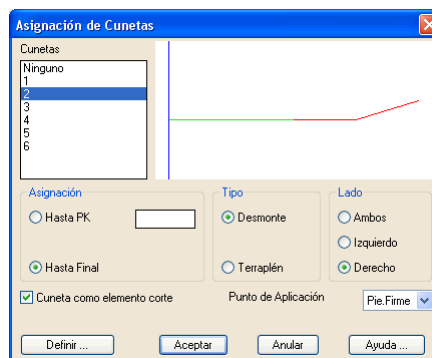 Asignación de Cunetas
Cunetas
Ninguno
1
2
3
4
5
6
Asignación
Hasta PK
Hasta Final
Tipo
Desmonte
Terraplén
Lado
Ambos
Izquierdo
Derecho
Cuneta como elemento corte
Punto de Aplicación
Pie.Firme
Definir ...
Aceptar
Anular
Ayuda ...